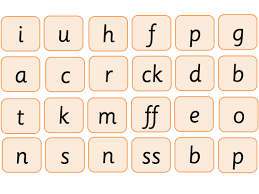 i u h f p g
a c r ck d b
t k m ff e o
n s n ss b p